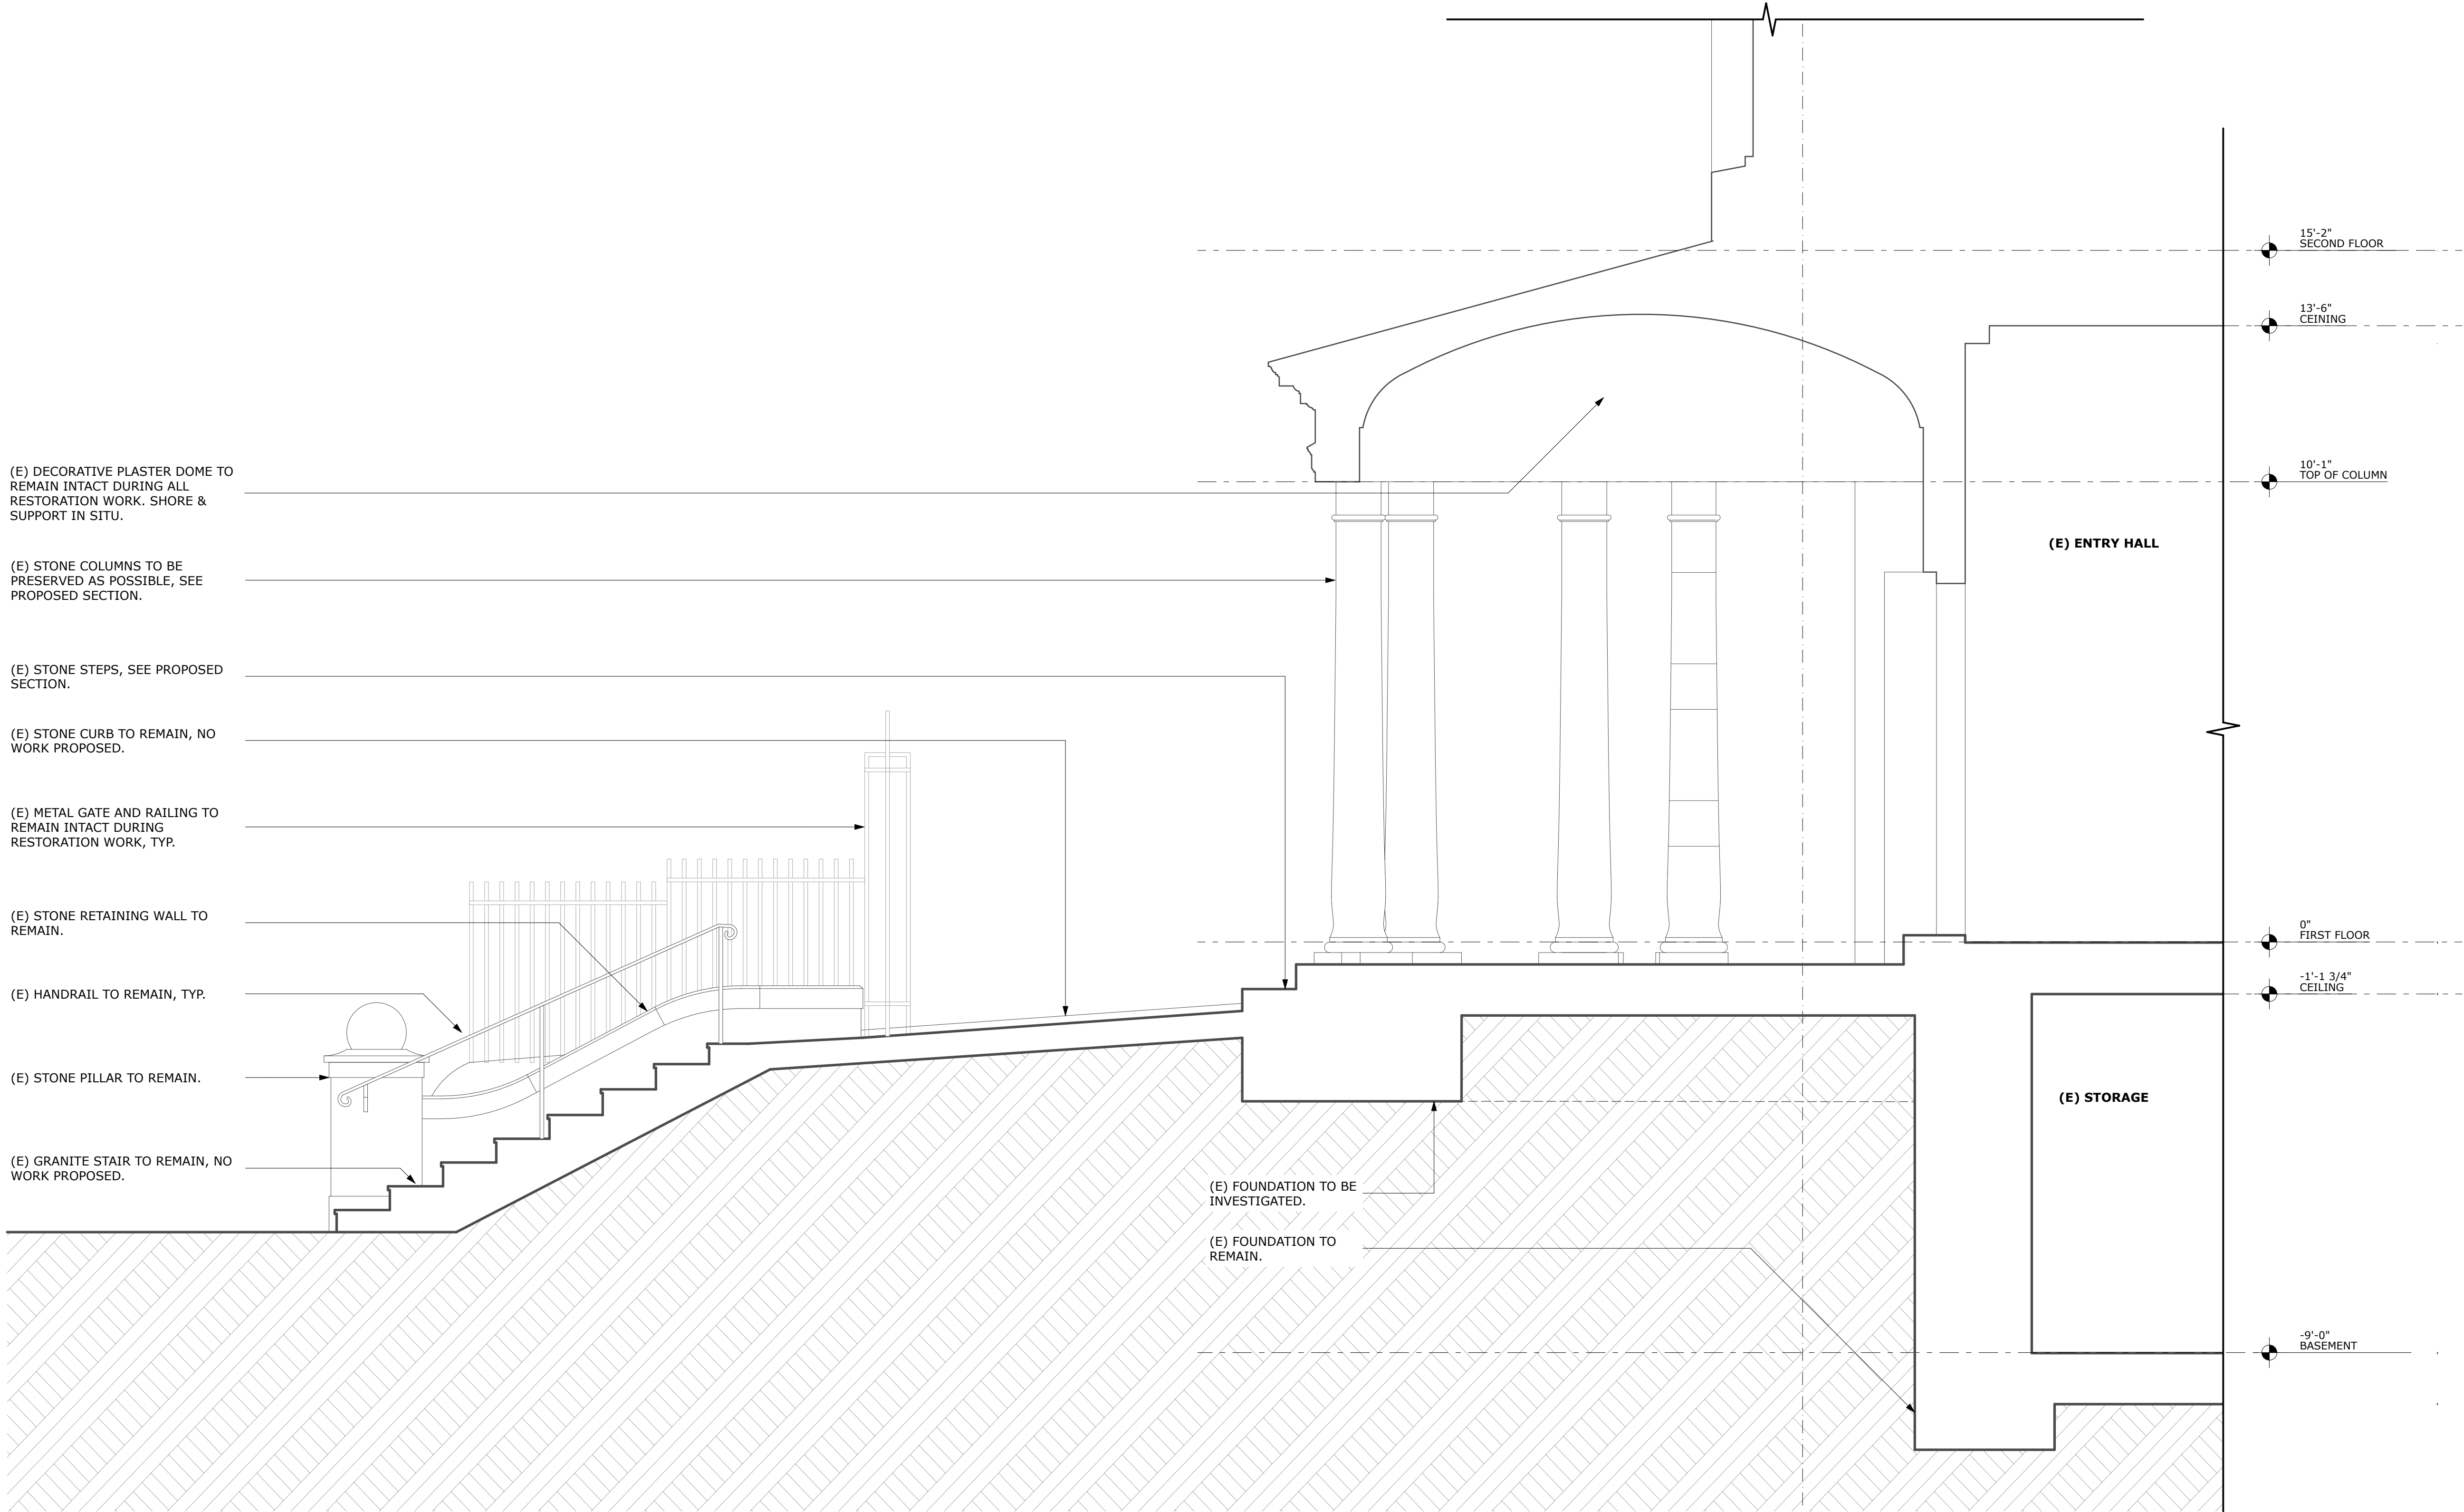 (E) DECORATIVE PLASTER DOME TO
REMAIN INTACT DURING ALL
RESTORATION WORK. SHORE &
SUPPORT IN SITU.
(E) STONE COLUMNS TO BE
PRESERVED AS POSSIBLE, SEE
PROPOSED SECTION.
(E) STONE STEPS, SEE PROPOSED
SECTION.
(E) STONE CURB TO REMAIN, NO
WORK PROPOSED.
(E) METAL GATE AND RAILING TO
REMAIN INTACT DURING
RESTORATION WORK, TYP.
(E) STONE RETAINING WALL TO
REMAIN.
(E) HANDRAIL TO REMAIN, TYP.
(E) STONE PILLAR TO REMAIN.
(E) GRANITE STAIR TO REMAIN, NO
WORK PROPOSED.
(E) FOUNDATION TO BE
INVESTIGATED.
(E) FOUNDATION TO
REMAIN.
(E) ENTRY HALL
(E) STORAGE
15'-2"
SECOND FLOOR
13'-6"
CEINING
10'-1"
TOP OF COLUMN
0"
FIRST FLOOR
-1'-1 3/4"
CEILING
-9'-0"
BASEMENT